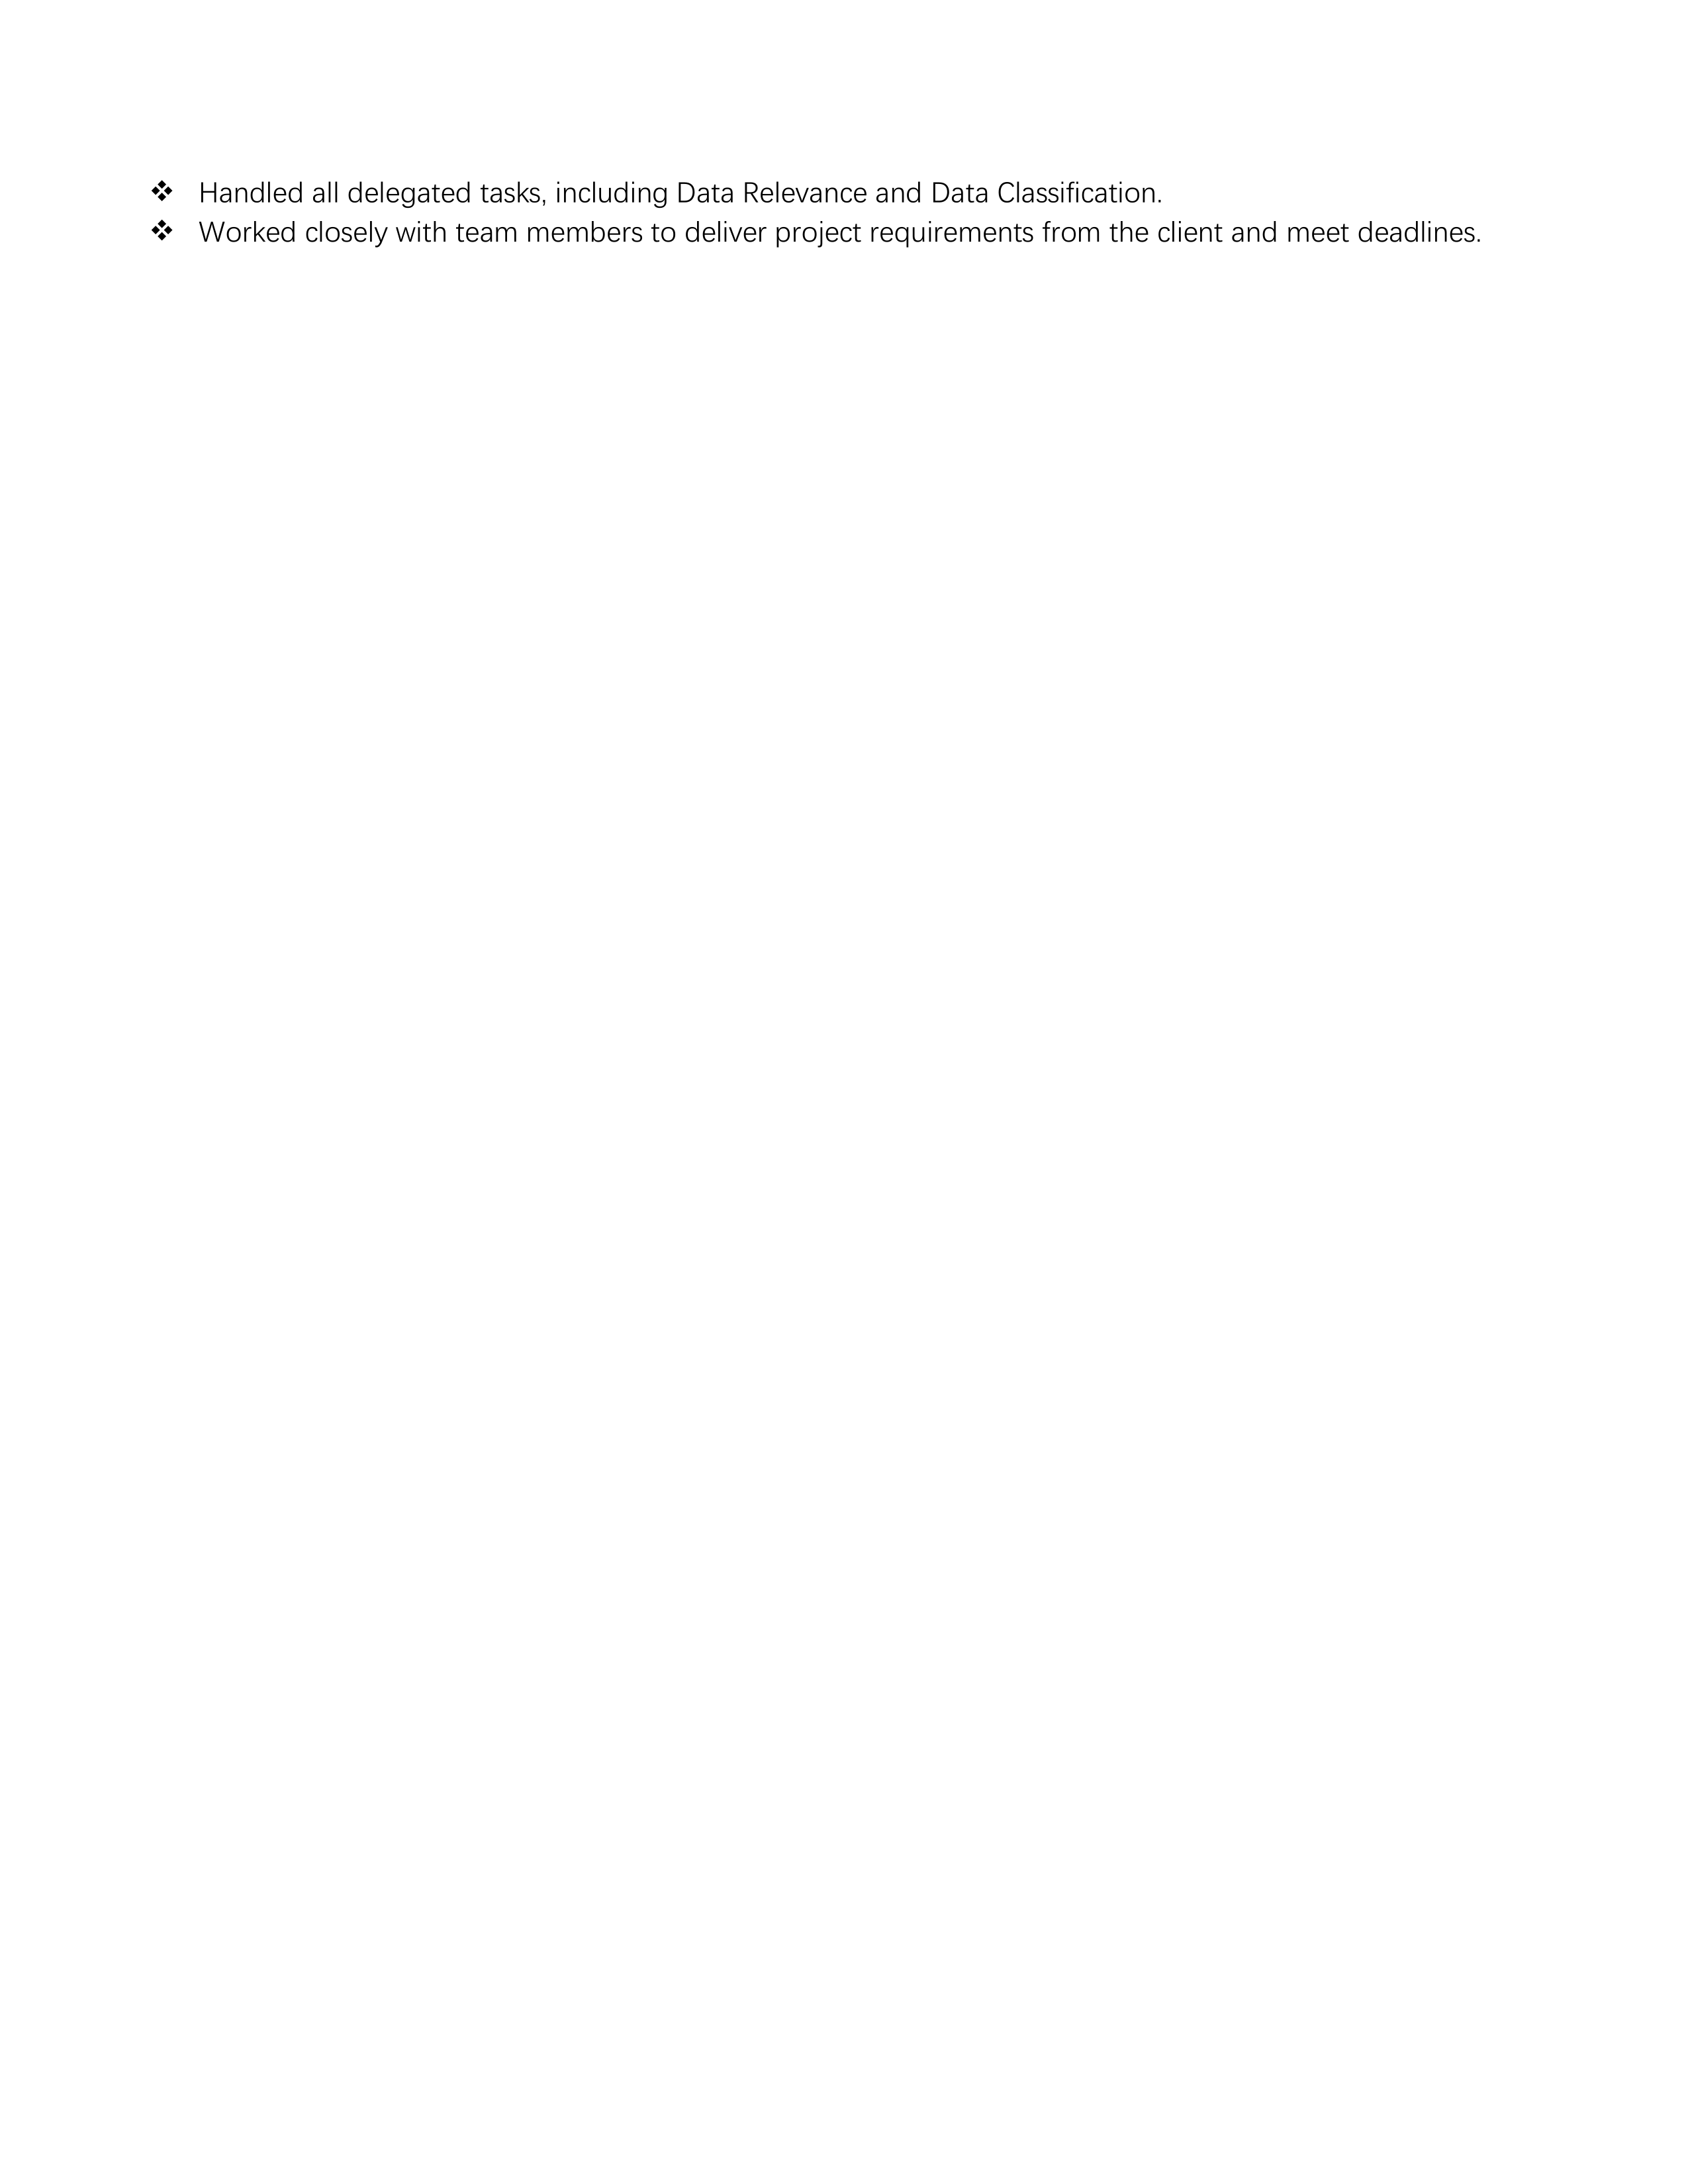 ❖ Handled all delegated tasks, including Data Relevance and Data Classification.
❖ Worked closely with team members to deliver project requirements from the client and meet deadlines.